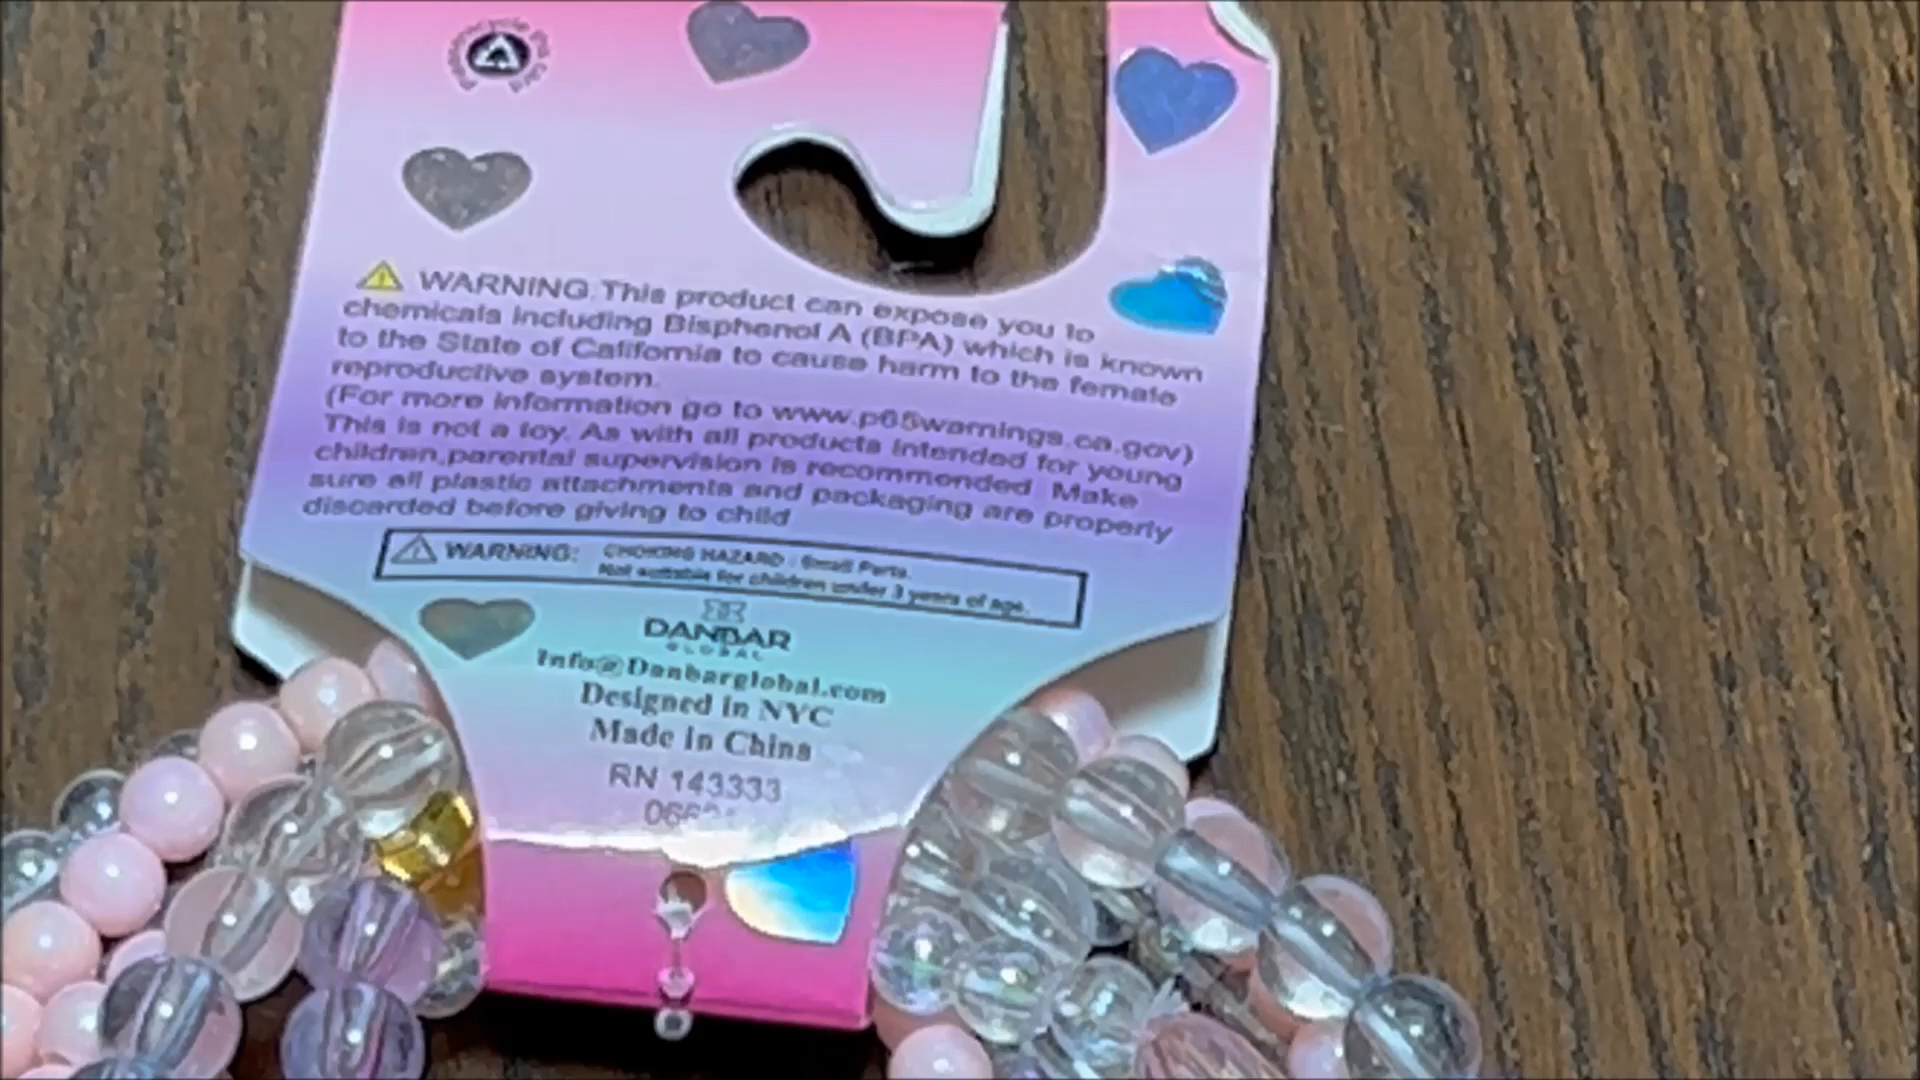 WARNING:This product can expose you to
chemicals including Bisphenol A (BPA) which is known
to the State of California to cause harm to the female
reproductive system.
(For more information go to www.p65warnings.ca.gov)
This is not a toy. As with all products intended for young
children,parental supervision is recommended. Make
sure all plastic attachments and packaging are properly
discarded before giving to child
WARNING: CHOKING HAZARD : Small Parts.
Not suitable for children under 3 years of age.
DANBAR
GLOBAL
Info@Danbarglobal.com
Designed in NYC
Made in China
RN 143333